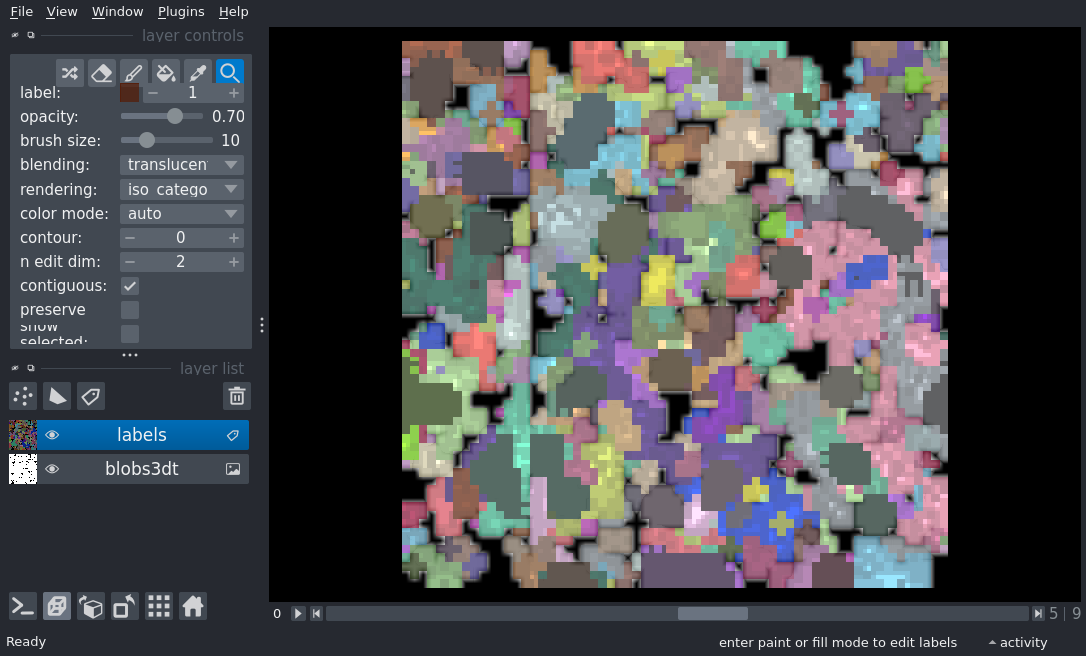 File View Window Plugins Help
layer controls
label: 1
opacity: 0.70
brush size: 10
blending: translucen
rendering: iso_catego
color mode: auto
contour: 0
n edit dim: 2
contiguous:
preserve
show
selected:
layer list
labels
blobs3dt
0 5 | 9
Ready enter paint or fill mode to edit labels activity